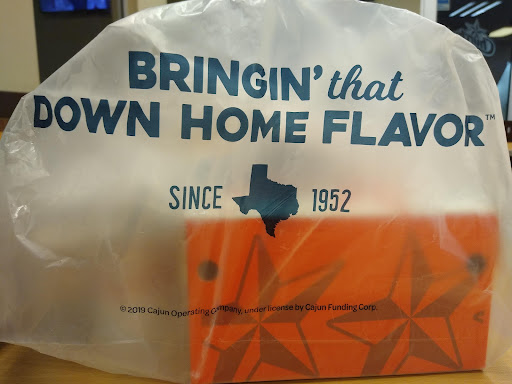 BRINGIN' that
DOWN HOME FLAVOR™
SINCE 1952
© 2019 Cajun Operating Company, under license by Cajun Funding Corp.